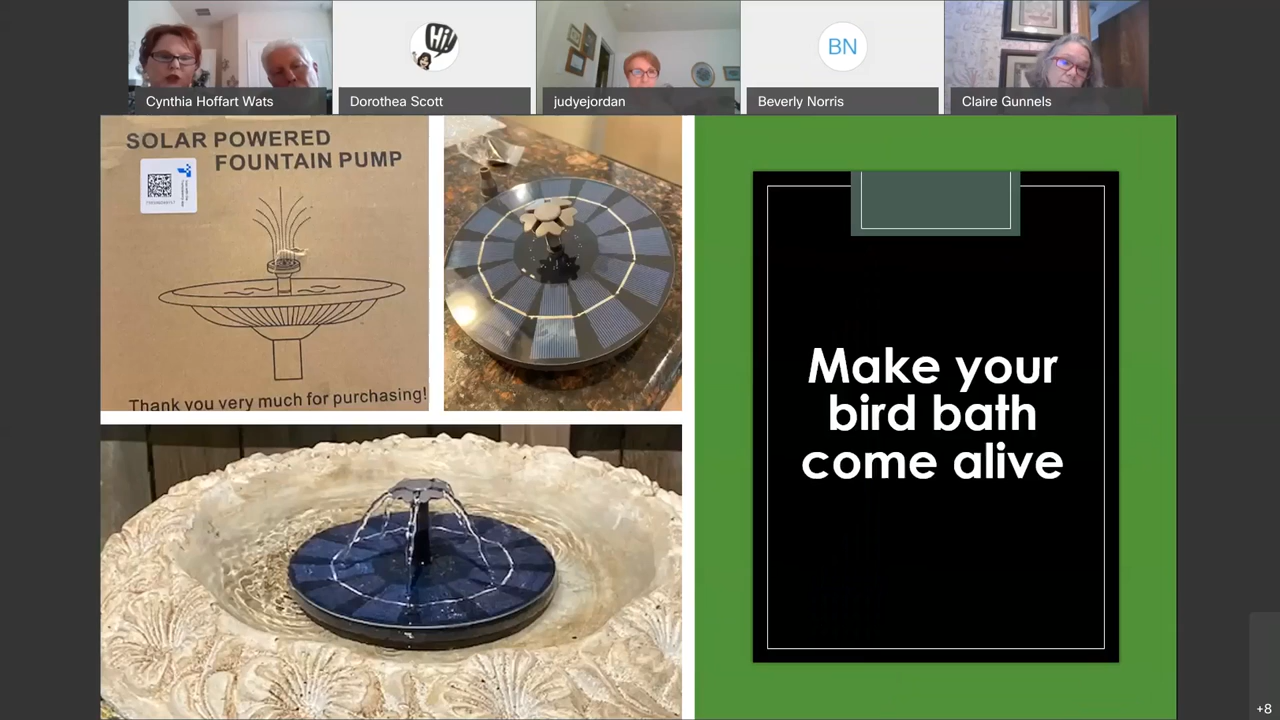 Hi!
BN
Cynthia Hoffart Wats
Dorothea Scott
judyejordan
Beverly Norris
Claire Gunnels
SOLAR POWERED
FOUNTAIN PUMP
Thank you very much for purchasing!
Make your
bird bath
come alive
+8